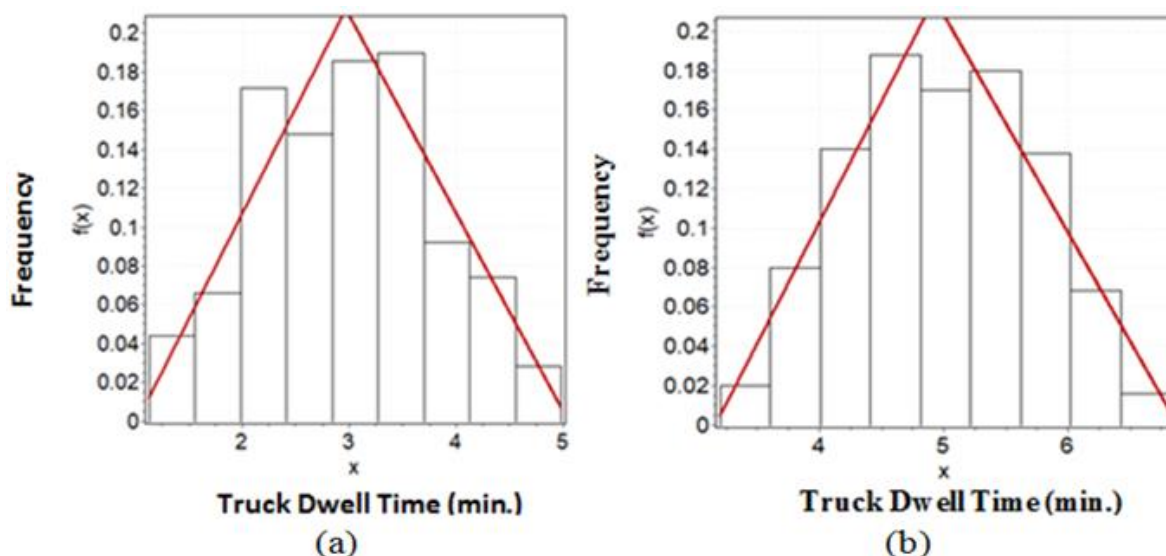 0.2
0.18
0.16
0.14
0.12
0.1
0.08
0.06
0.04
0.02
0
Frequency
f(x)
2 3 4 5
x
Truck Dwell Time (min.)
(a)
0.2
0.18
0.16
0.14
0.12
0.1
0.08
0.06
0.04
0.02
0
Frequency
f(x)
4 5 6
x
Truck Dwell Time (min.)
(b)